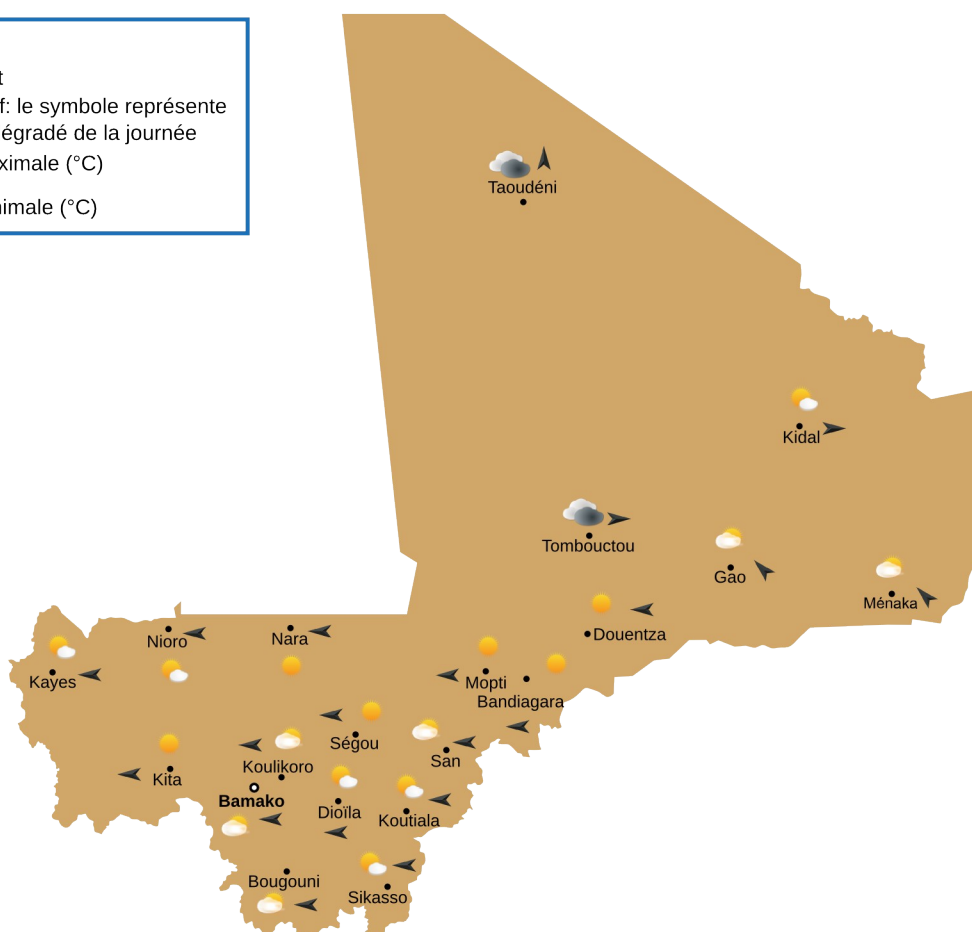 t
f: le symbole représente
égradé de la journée
ximale (°C)
imale (°C)
Taoudéni
Kidal
Tombouctou
Gao
Ménaka
Douentza
Nioro
Nara
Kayes
Mopti
Bandiagara
Ségou
San
Koulikoro
Kita
Bamako
Dioïla
Koutiala
Bougouni
Sikasso